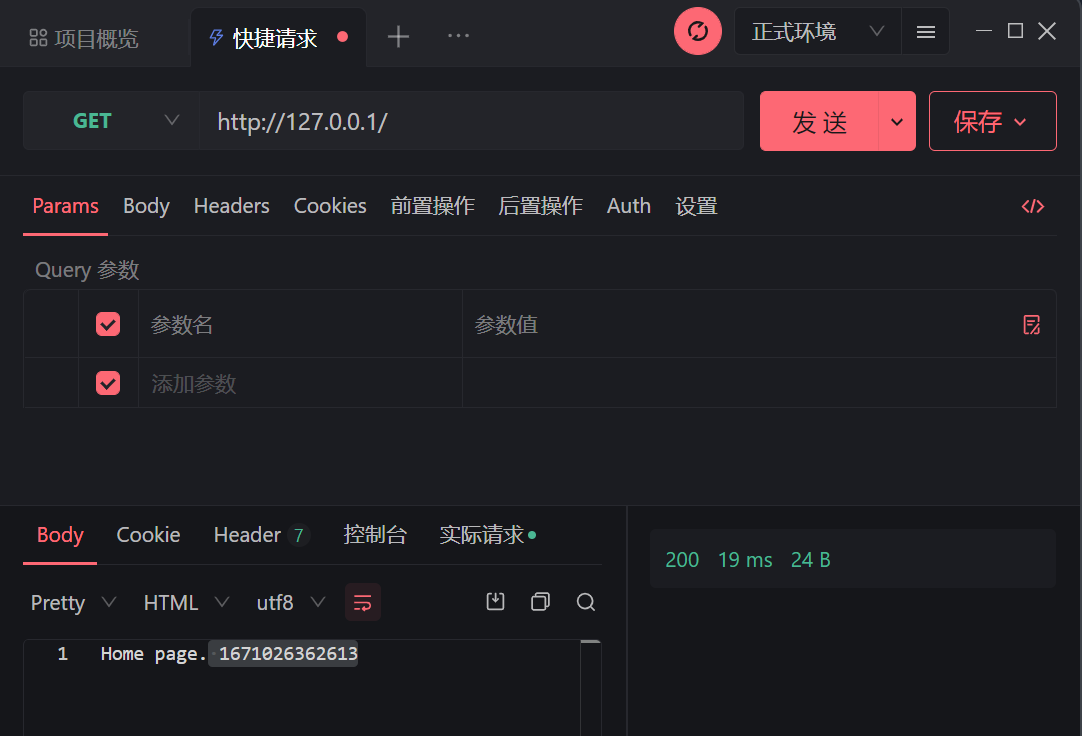 项目概览 快捷请求 正式环境
GET http://127.0.0.1/ 发送 保存
Params Body Headers Cookies 前置操作 后置操作 Auth 设置
Query 参数
参数名 参数值
添加参数
Body Cookie Header 7 控制台 实际请求
200 19 ms 24 B
Pretty HTML utf8
1 Home page. 1671026362613